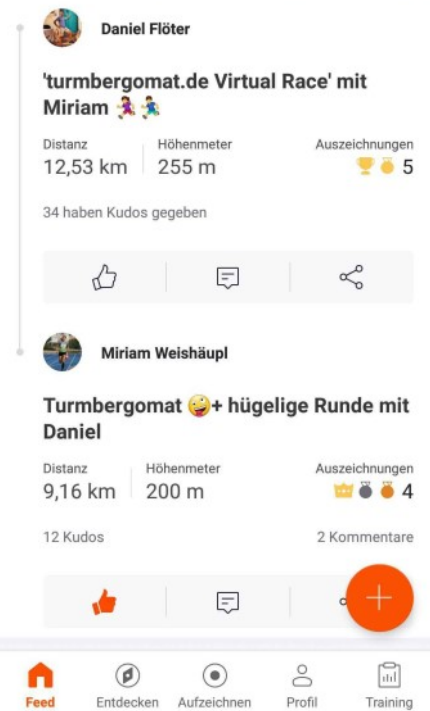 Daniel Flöter
'turmbergomat.de Virtual Race' mit
Miriam 🏃‍♀️🏃‍♂️
Distanz Höhenmeter Auszeichnungen
12,53 km 255 m 5
34 haben Kudos gegeben
Miriam Weishäupl
Turmbergomat 🤪+ hügelige Runde mit
Daniel
Distanz Höhenmeter Auszeichnungen
9,16 km 200 m 4
12 Kudos 2 Kommentare
Feed Entdecken Aufzeichnen Profil Training